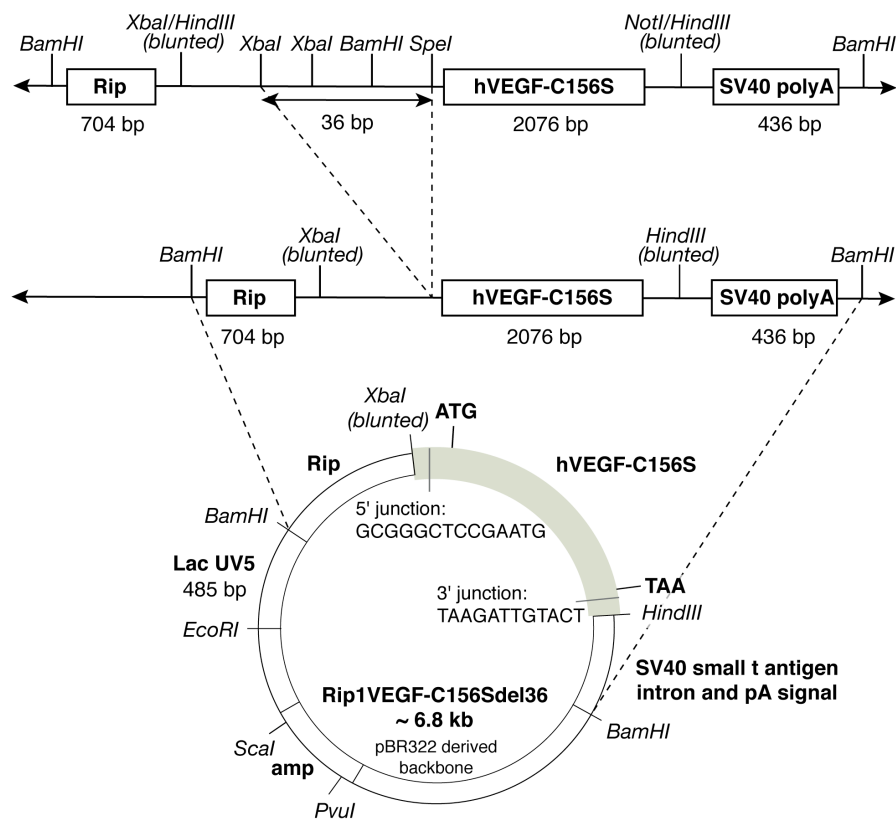 XbaI/HindIII
(blunted)
BamHI
XbaI
XbaI
BamHI
SpeI
NotI/HindIII
(blunted)
BamHI
Rip
hVEGF-C156S
SV40 polyA
704 bp
36 bp
2076 bp
436 bp
BamHI
XbaI
(blunted)
HindIII
(blunted)
BamHI
Rip
hVEGF-C156S
SV40 polyA
704 bp
2076 bp
436 bp
XbaI
(blunted)
ATG
Rip
hVEGF-C156S
BamHI
5' junction:
GCGGGCTCCGAATG
Lac UV5
485 bp
3' junction:
TAAGATTGTACT
TAA
HindIII
EcoRI
SV40 small t antigen
intron and pA signal
Rip1VEGF-C156Sdel36
~ 6.8 kb
pBR322 derived
backbone
BamHI
ScaI
amp
PvuI